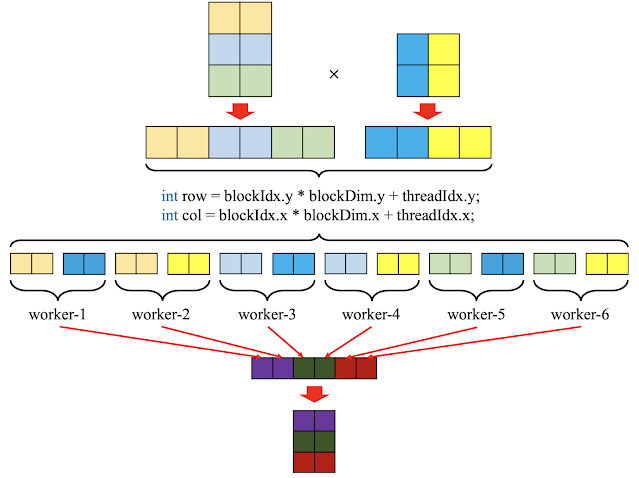 ×
int row = blockIdx.y * blockDim.y + threadIdx.y;
int col = blockIdx.x * blockDim.x + threadIdx.x;
worker-1 worker-2 worker-3 worker-4 worker-5 worker-6